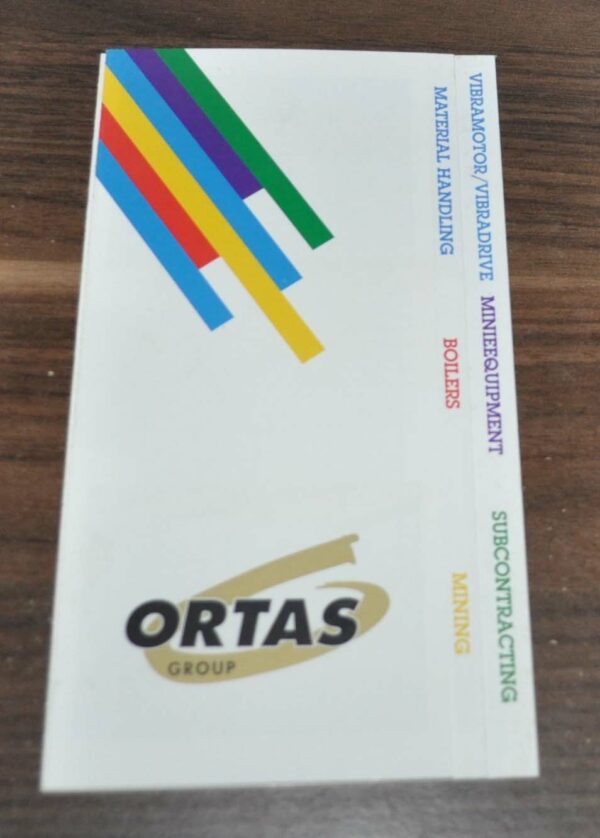 VIBRAMOTOR/VIBRADRIVE MINIEEQUIPMENT SUBCONTRACTING
MATERIAL HANDLING BOILERS MINING
ORTAS
GROUP